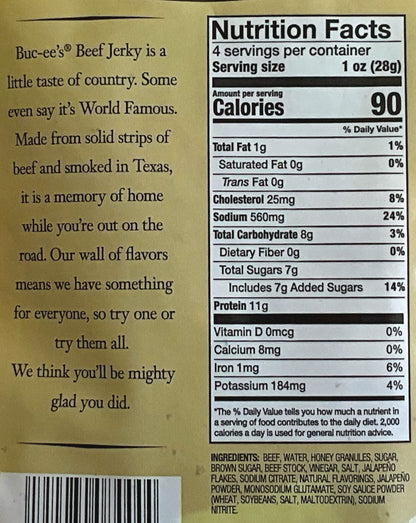 Buc-ee's® Beef Jerky is a
little taste of country. Some
even say it's World Famous.
Made from solid strips of
beef and smoked in Texas,
it is a memory of home
while you're out on the
road. Our wall of flavors
means we have something
for everyone, so try one or
try them all.
We think you'll be mighty
glad you did.
Nutrition Facts
4 servings per container
Serving size 1 oz (28g)
Amount per serving
Calories 90
% Daily Value*
Total Fat 1g 1%
Saturated Fat 0g 0%
Trans Fat 0g
Cholesterol 25mg 8%
Sodium 560mg 24%
Total Carbohydrate 8g 3%
Dietary Fiber 0g 0%
Total Sugars 7g
Includes 7g Added Sugars 14%
Protein 11g
Vitamin D 0mcg 0%
Calcium 8mg 0%
Iron 1mg 6%
Potassium 184mg 4%
*The % Daily Value tells you how much a nutrient in
a serving of food contributes to the daily diet. 2,000
calories a day is used for general nutrition advice.
INGREDIENTS: BEEF, WATER, HONEY GRANULES, SUGAR,
BROWN SUGAR, BEEF STOCK, VINEGAR, SALT, JALAPEÑO
FLAKES, SODIUM CITRATE, NATURAL FLAVORINGS, JALAPEÑO
POWDER, MONOSODIUM GLUTAMATE, SOY SAUCE POWDER
(WHEAT, SOYBEANS, SALT, MALTODEXTRIN), SODIUM
NITRITE.